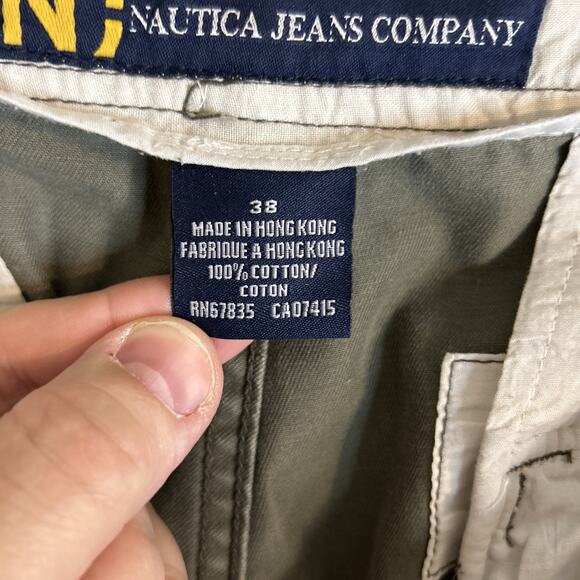 N;
NAUTICA JEANS COMPANY
38
MADE IN HONG KONG
FABRIQUE A HONG KONG
100% COTTON/
COTON
RN67835 CA07415